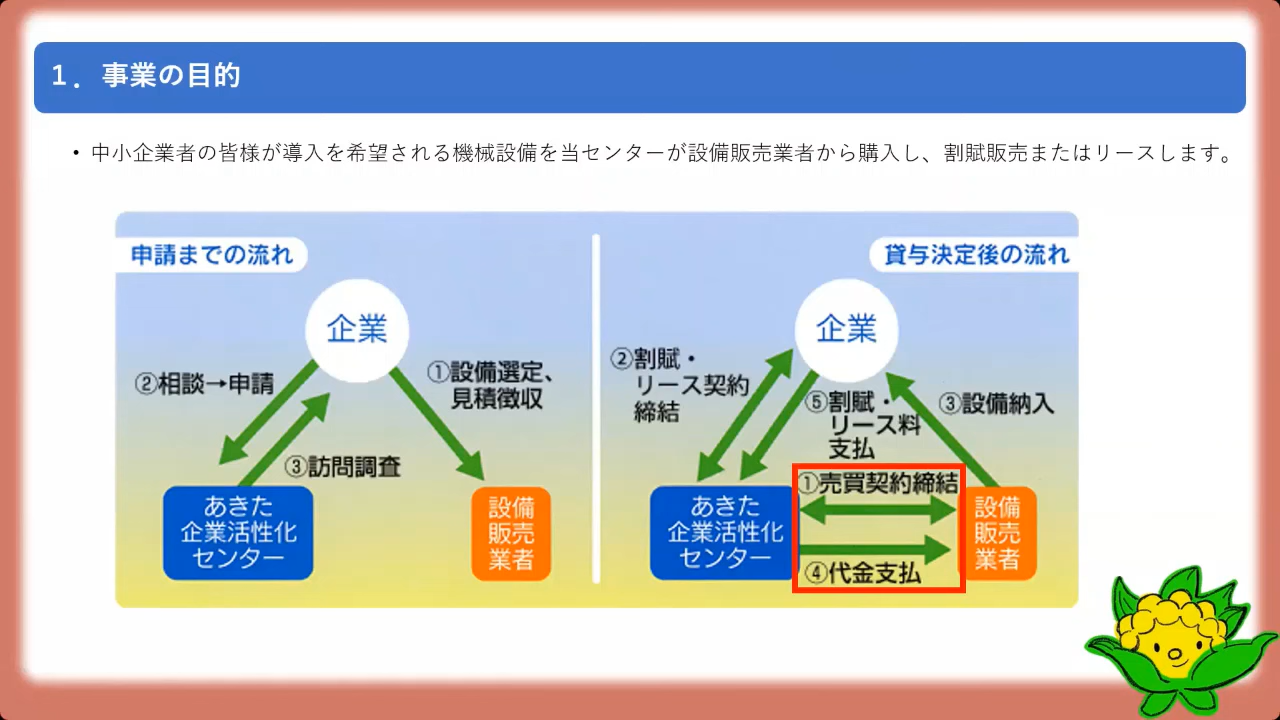 1．事業の目的
• 中小企業者の皆様が導入を希望される機械設備を当センターが設備販売業者から購入し、割賦販売またはリースします。
申請までの流れ
企業
①設備選定、
見積徴収
②相談→申請
③訪問調査
あきた
企業活性化
センター
設備
販売
業者
貸与決定後の流れ
企業
②割賦・
リース契約
締結
⑤割賦・
リース料
支払
③設備納入
①売買契約締結
④代金支払
あきた
企業活性化
センター
設備
販売
業者